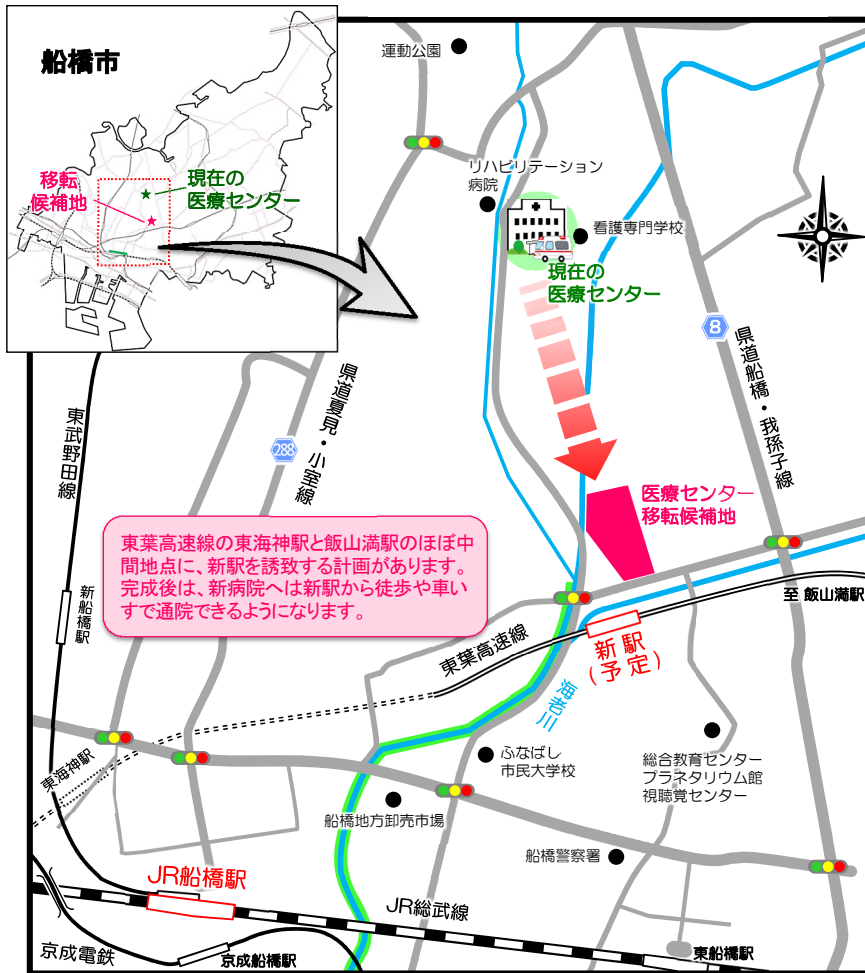 船橋市
移転
候補地
現在の
医療センター
運動公園
リハビリテーション
病院
看護専門学校
現在の
医療センター
8
県道船橋・我孫子線
県道夏見・小室線
288
東武野田線
医療センター
移転候補地
東葉高速線の東海神駅と飯山満駅のほぼ中
間地点に、新駅を誘致する計画があります。
完成後は、新病院へは新駅から徒歩や車い
すで通院できるようになります。
新船橋駅
至 飯山満駅
東葉高速線
新駅
(予定)
海老川
東海神駅
ふなばし
市民大学校
総合教育センター
プラネタリウム館
視聴覚センター
船橋地方卸売市場
船橋警察署
JR船橋駅
JR総武線
京成電鉄
京成船橋駅
東船橋駅